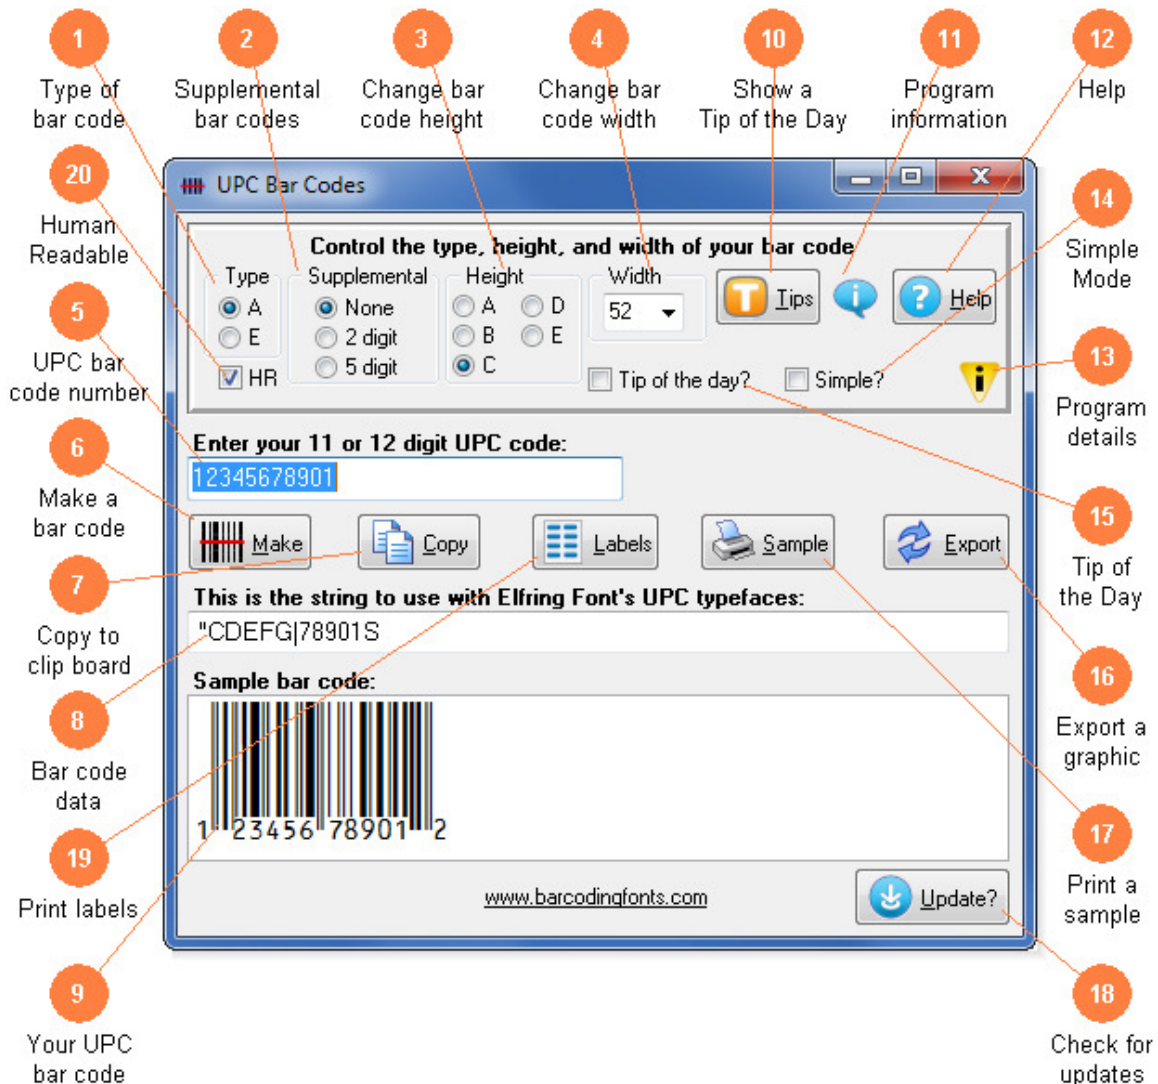 1
2
3
4
10
11
12
Type of
bar code
Supplemental
bar codes
Change bar
code height
Change bar
code width
Show a
Tip of the Day
Program
information
Help
20
Human
Readable
5
UPC bar
code number
6
Make a
bar code
7
Copy to
clip board
8
Bar code
data
19
Print labels
9
Your UPC
bar code
UPC Bar Codes
Control the type, height, and width of your bar code
Type
A
E
HR
Supplemental
None
2 digit
5 digit
Height
A
B
C
D
E
Width
52
Tips
i
Help
Tip of the day?
Simple?
Enter your 11 or 12 digit UPC code:
12345678901
Make
Copy
Labels
Sample
Export
This is the string to use with Elfring Font's UPC typefaces:
"CDEFG|78901S
Sample bar code:
1 23456 78901 2
www.barcodingfonts.com
Update?
14
Simple
Mode
13
Program
details
15
Tip of
the Day
16
Export a
graphic
17
Print a
sample
18
Check for
updates